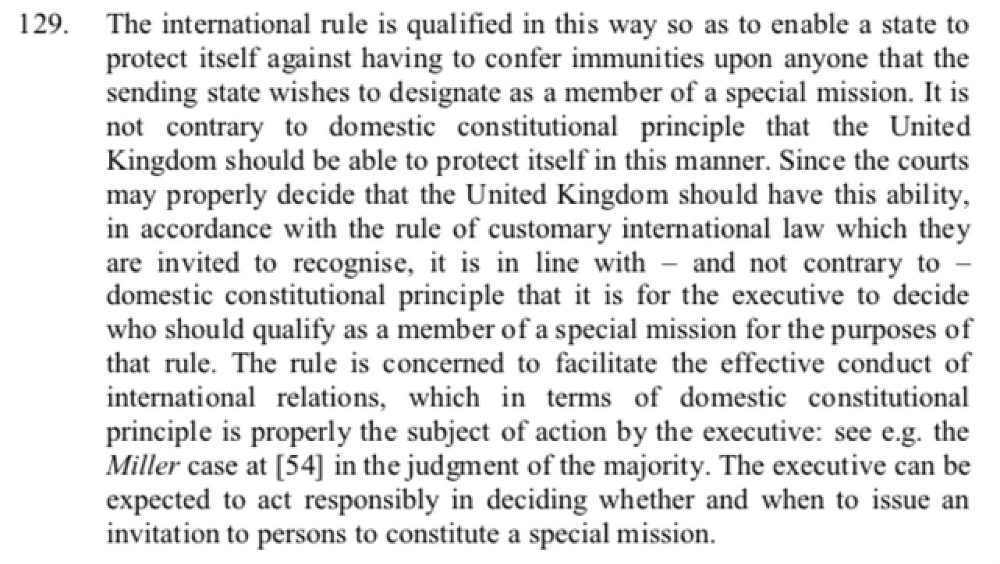 129. The international rule is qualified in this way so as to enable a state to
protect itself against having to confer immunities upon anyone that the
sending state wishes to designate as a member of a special mission. It is
not contrary to domestic constitutional principle that the United
Kingdom should be able to protect itself in this manner. Since the courts
may properly decide that the United Kingdom should have this ability,
in accordance with the rule of customary international law which they
are invited to recognise, it is in line with – and not contrary to –
domestic constitutional principle that it is for the executive to decide
who should qualify as a member of a special mission for the purposes of
that rule. The rule is concerned to facilitate the effective conduct of
international relations, which in terms of domestic constitutional
principle is properly the subject of action by the executive: see e.g. the
Miller case at [54] in the judgment of the majority. The executive can be
expected to act responsibly in deciding whether and when to issue an
invitation to persons to constitute a special mission.